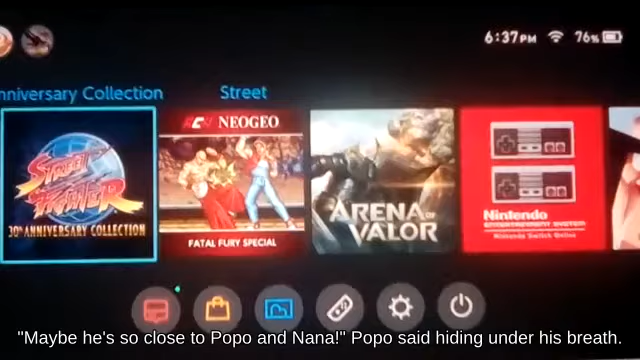 6:37PM 76%
nniversary Collection Street
NEOGEO
STREET
FIGHTER
30th ANNIVERSARY COLLECTION
FATAL FURY SPECIAL
ARENA OF
VALOR
Nintendo
ENTERTAINMENT SYSTEM
Nintendo Switch Online
"Maybe he's so close to Popo and Nana!" Popo said hiding under his breath.